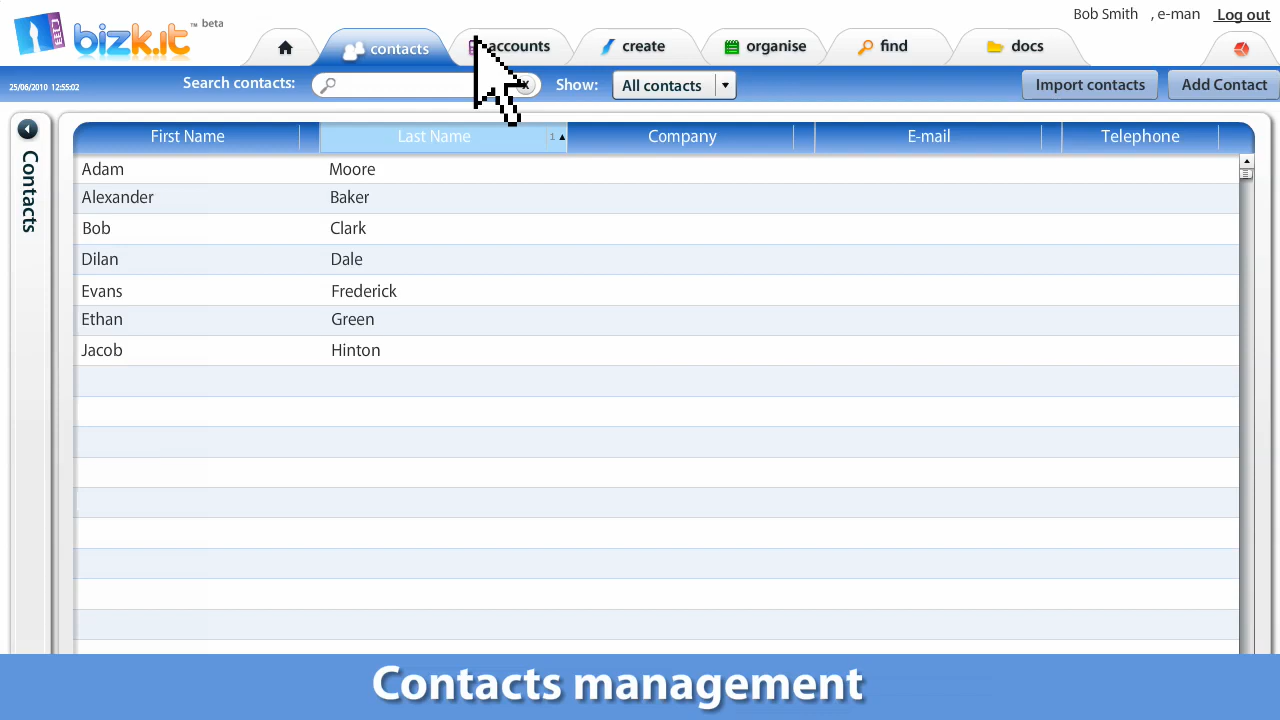 bizk.it ™ beta
Bob Smith , e-man Log out
contacts accounts create organise find docs
25/06/2010 12:55:02 Search contacts: x Show: All contacts Import contacts Add Contact
Contacts
First Name Last Name 1 Company E-mail Telephone
Adam Moore
Alexander Baker
Bob Clark
Dilan Dale
Evans Frederick
Ethan Green
Jacob Hinton
Contacts management